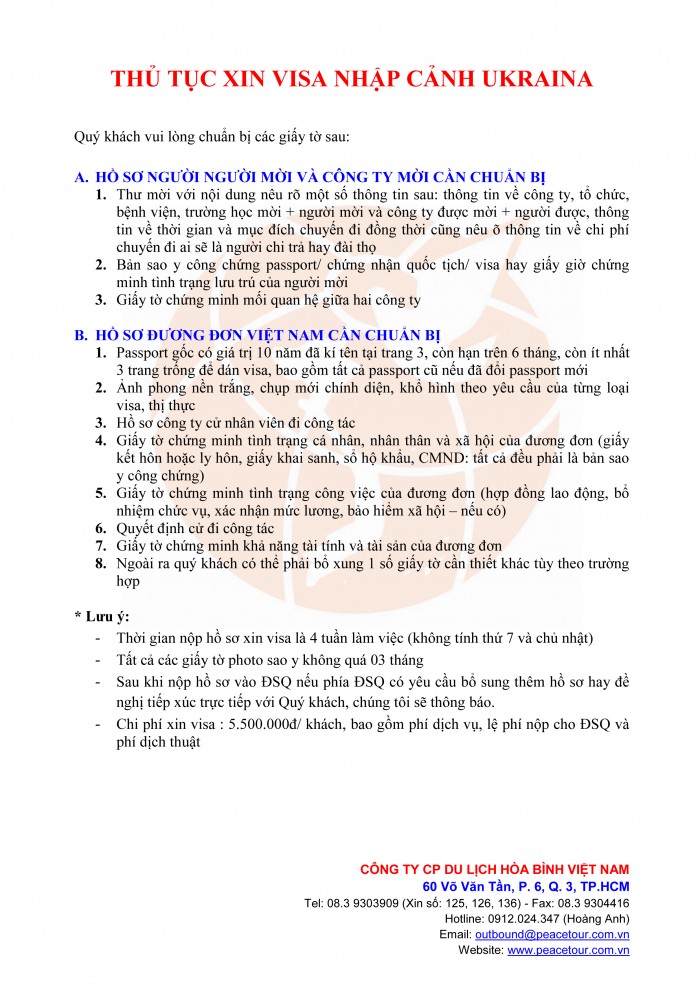 THỦ TỤC XIN VISA NHẬP CẢNH UKRAINA
Quý khách vui lòng chuẩn bị các giấy tờ sau:
A. HỒ SƠ NGƯỜI NGƯỜI MỜI VÀ CÔNG TY MỜI CẦN CHUẨN BỊ
1. Thư mời với nội dung nêu rõ một số thông tin sau: thông tin về công ty, tổ chức,
bệnh viện, trường học mời + người mời và công ty được mời + người được, thông
tin về thời gian và mục đích chuyến đi đồng thời cũng nêu õ thông tin về chi phí
chuyến đi ai sẽ là người chi trả hay đài thọ
2. Bản sao y công chứng passport/ chứng nhận quốc tịch/ visa hay giấy giờ chứng
minh tình trạng lưu trú của người mời
3. Giấy tờ chứng minh mối quan hệ giữa hai công ty
B. HỒ SƠ ĐƯƠNG ĐƠN VIỆT NAM CẦN CHUẨN BỊ
1. Passport gốc có giá trị 10 năm đã kí tên tại trang 3, còn hạn trên 6 tháng, còn ít nhất
3 trang trống để dán visa, bao gồm tất cả passport cũ nếu đã đổi passport mới
2. Ảnh phong nền trắng, chụp mới chính diện, khổ hình theo yêu cầu của từng loại
visa, thị thực
3. Hồ sơ công ty cử nhân viên đi công tác
4. Giấy tờ chứng minh tình trạng cá nhân, nhân thân và xã hội của đương đơn (giấy
kết hôn hoặc ly hôn, giấy khai sanh, sổ hộ khẩu, CMND: tất cả đều phải là bản sao
y công chứng)
5. Giấy tờ chứng minh tình trạng công việc của đương đơn (hợp đồng lao động, bổ
nhiệm chức vụ, xác nhận mức lương, bảo hiểm xã hội – nếu có)
6. Quyết định cử đi công tác
7. Giấy tờ chứng minh khả năng tài tính và tài sản của đương đơn
8. Ngoài ra quý khách có thể phải bổ xung 1 số giấy tờ cần thiết khác tùy theo trường
hợp
* Lưu ý:
- Thời gian nộp hồ sơ xin visa là 4 tuần làm việc (không tính thứ 7 và chủ nhật)
- Tất cả các giấy tờ photo sao y không quá 03 tháng
- Sau khi nộp hồ sơ vào ĐSQ nếu phía ĐSQ có yêu cầu bổ sung thêm hồ sơ hay đề
nghị tiếp xúc trực tiếp với Quý khách, chúng tôi sẽ thông báo.
- Chi phí xin visa : 5.500.000đ/ khách, bao gồm phí dịch vụ, lệ phí nộp cho ĐSQ và
phí dịch thuật
CÔNG TY CP DU LỊCH HÒA BÌNH VIỆT NAM
60 Võ Văn Tần, P. 6, Q. 3, TP.HCM
Tel: 08.3 9303909 (Xin số: 125, 126, 136) - Fax: 08.3 9304416
Hotline: 0912.024.347 (Hoàng Anh)
Email: outbound@peacetour.com.vn
Website: www.peacetour.com.vn